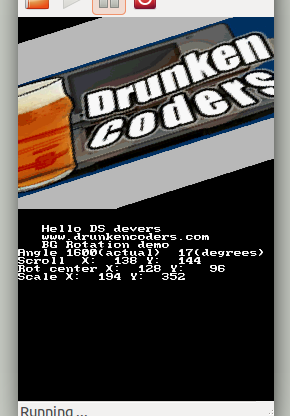 Drunken
coders
Hello DS devers
www.drunkencoders.com
BG Rotation demo
Angle 1600(actual) 17(degrees)
Scroll X: 138 Y: 144
Rot center X: 128 Y: 96
Scale X: 194 Y: 352
Running ...